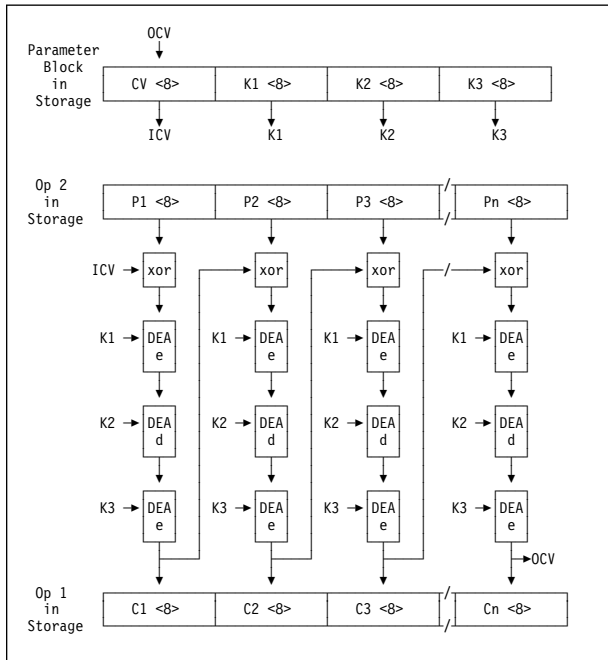 OCV
Parameter
Block
in
Storage
CV <8> K1 <8> K2 <8> K3 <8>
ICV K1 K2 K3
Op 2
in
Storage
P1 <8> P2 <8> P3 <8> / Pn <8>
ICV xor xor xor / xor
K1 DEA K1 DEA K1 DEA K1 DEA
e e e e
K2 DEA K2 DEA K2 DEA K2 DEA
d d d d
K3 DEA K3 DEA K3 DEA K3 DEA
e e e e
OCV
Op 1
in
Storage
C1 <8> C2 <8> C3 <8> / Cn <8>